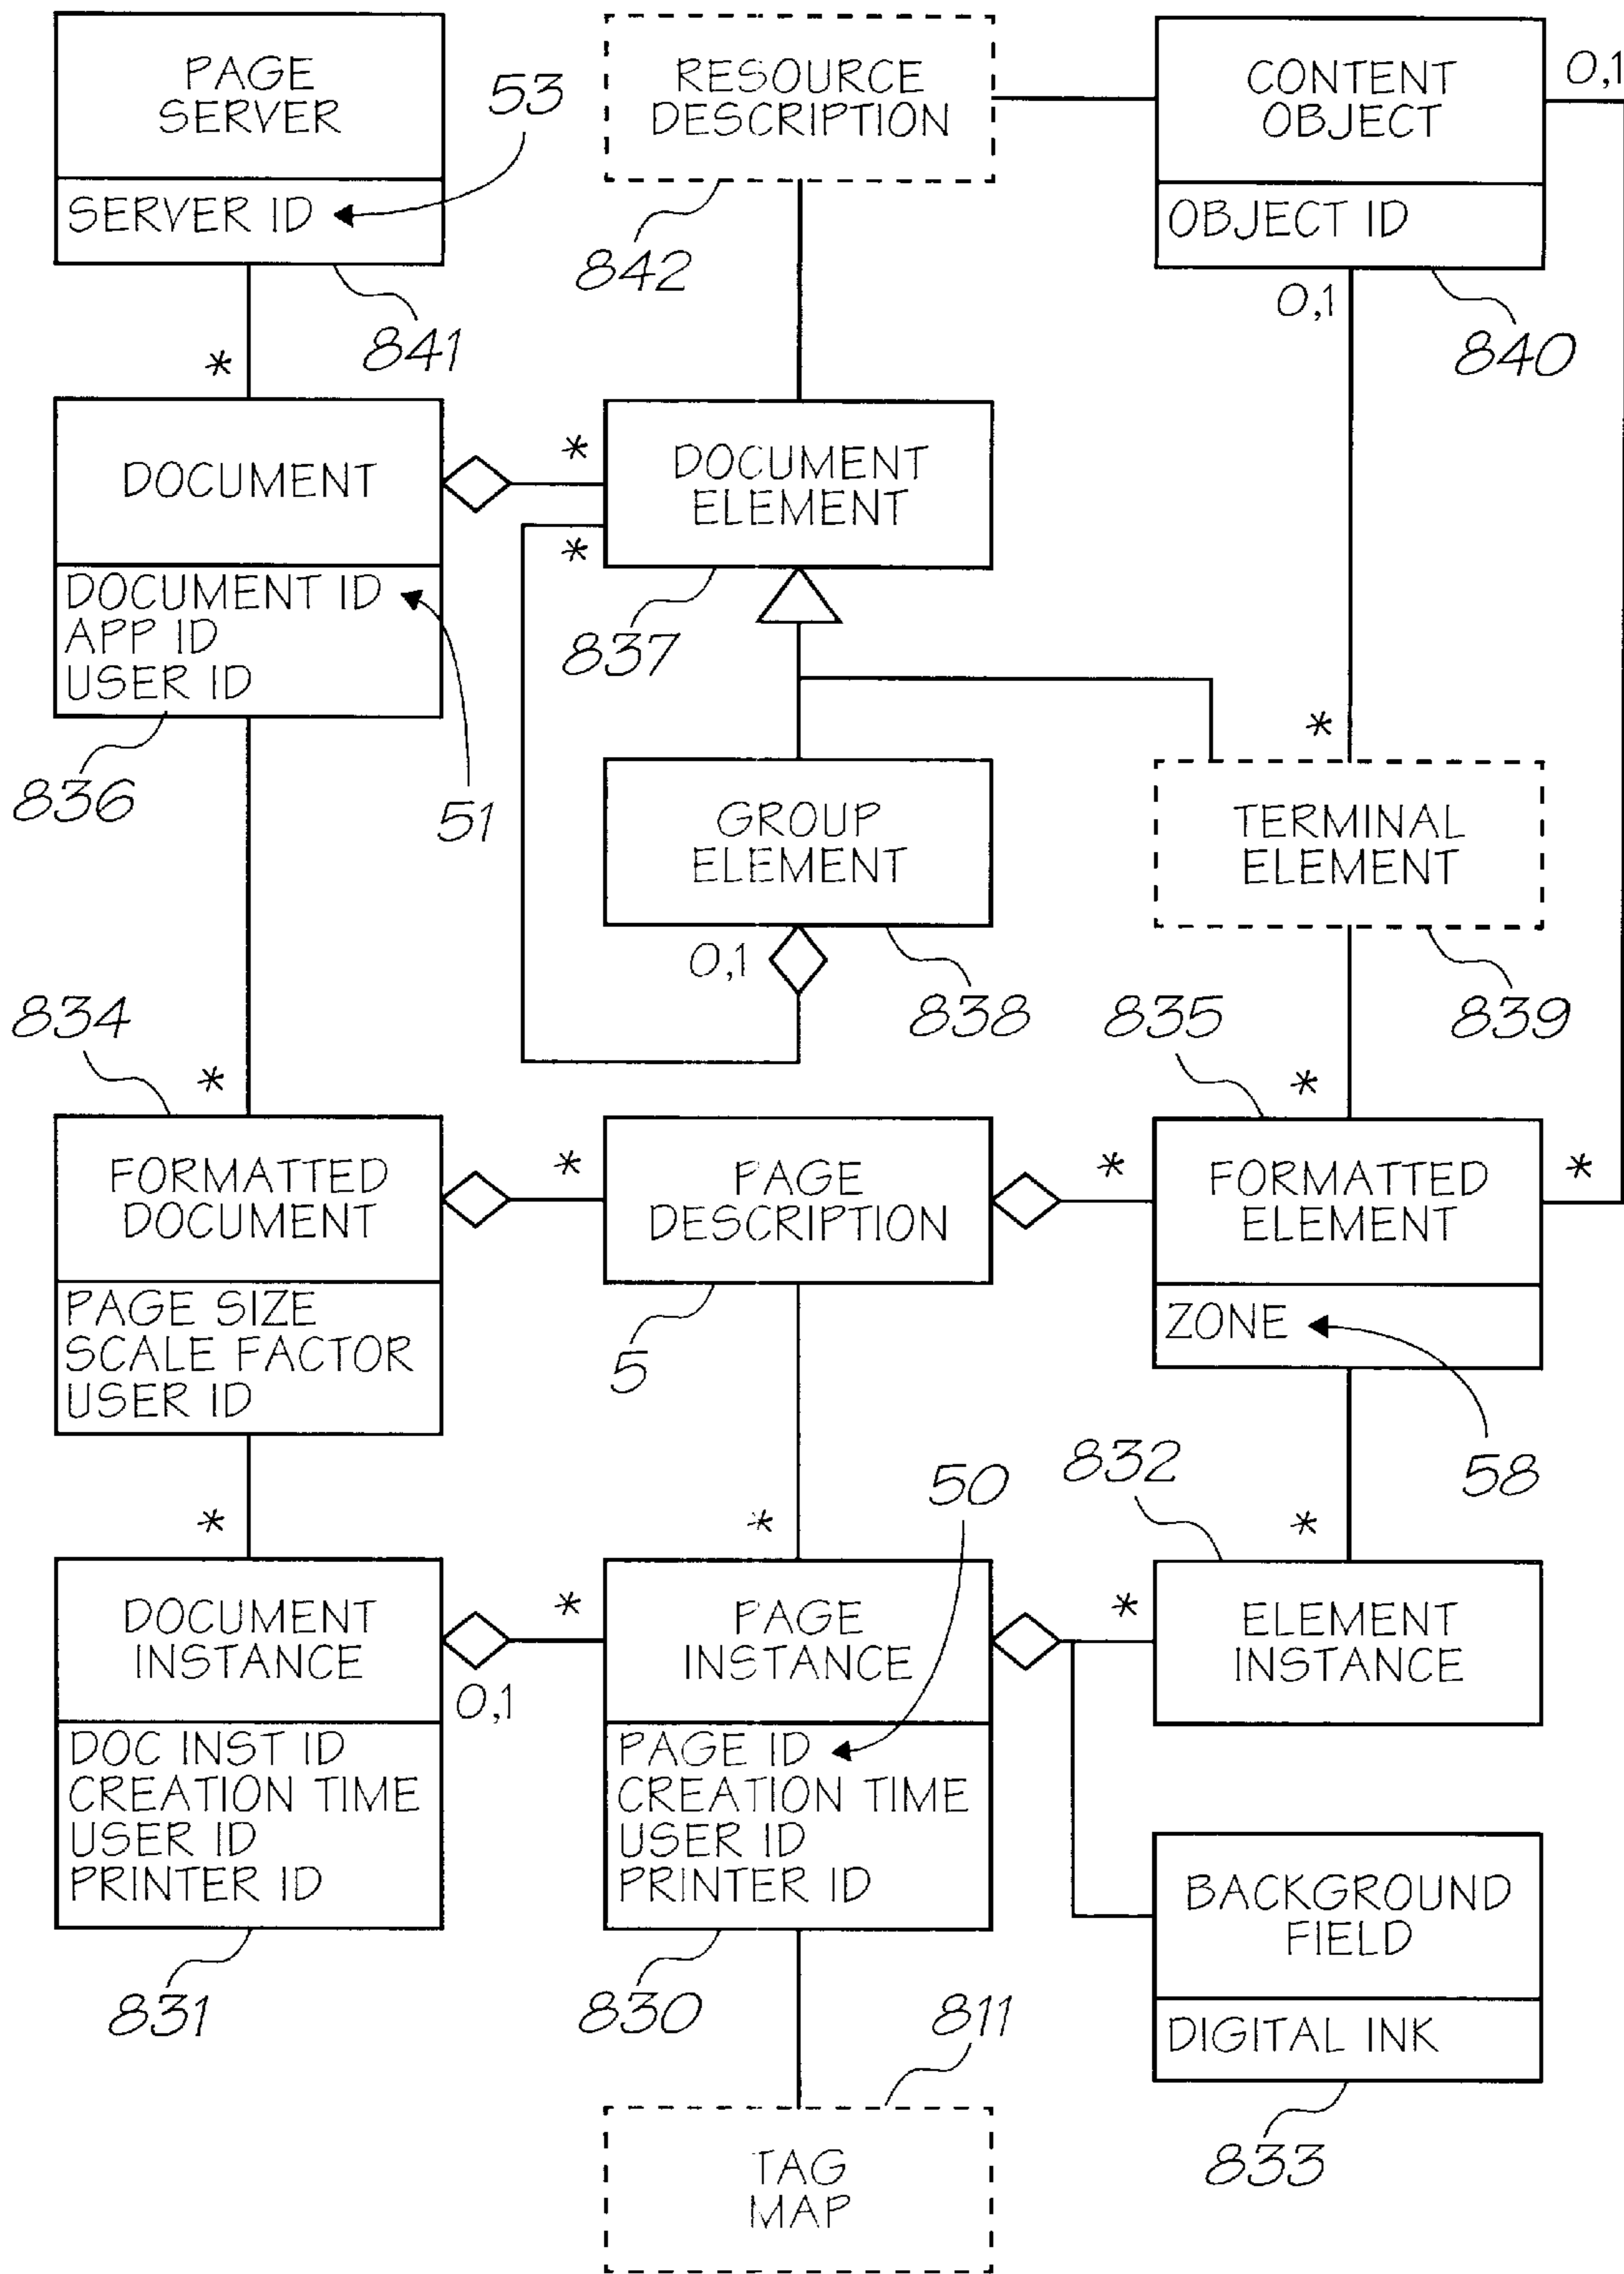 PAGE
SERVER
SERVER ID
53
841
RESOURCE
DESCRIPTION
842
CONTENT
OBJECT
OBJECT ID
0,1
0,1
840
*
DOCUMENT
DOCUMENT ID
APP ID
USER ID
836
51
*
*
DOCUMENT
ELEMENT
837
GROUP
ELEMENT
0,1
838
*
TERMINAL
ELEMENT
839
834
*
FORMATTED
DOCUMENT
PAGE SIZE
SCALE FACTOR
USER ID
*
PAGE
DESCRIPTION
5
835
*
*
FORMATTED
ELEMENT
*
ZONE
58
*
DOCUMENT
INSTANCE
0,1
DOC INST ID
CREATION TIME
USER ID
PRINTER ID
831
*
*
50
PAGE
INSTANCE
PAGE ID
CREATION TIME
USER ID
PRINTER ID
830
832
*
*
ELEMENT
INSTANCE
BACKGROUND
FIELD
DIGITAL INK
833
811
TAG
MAP